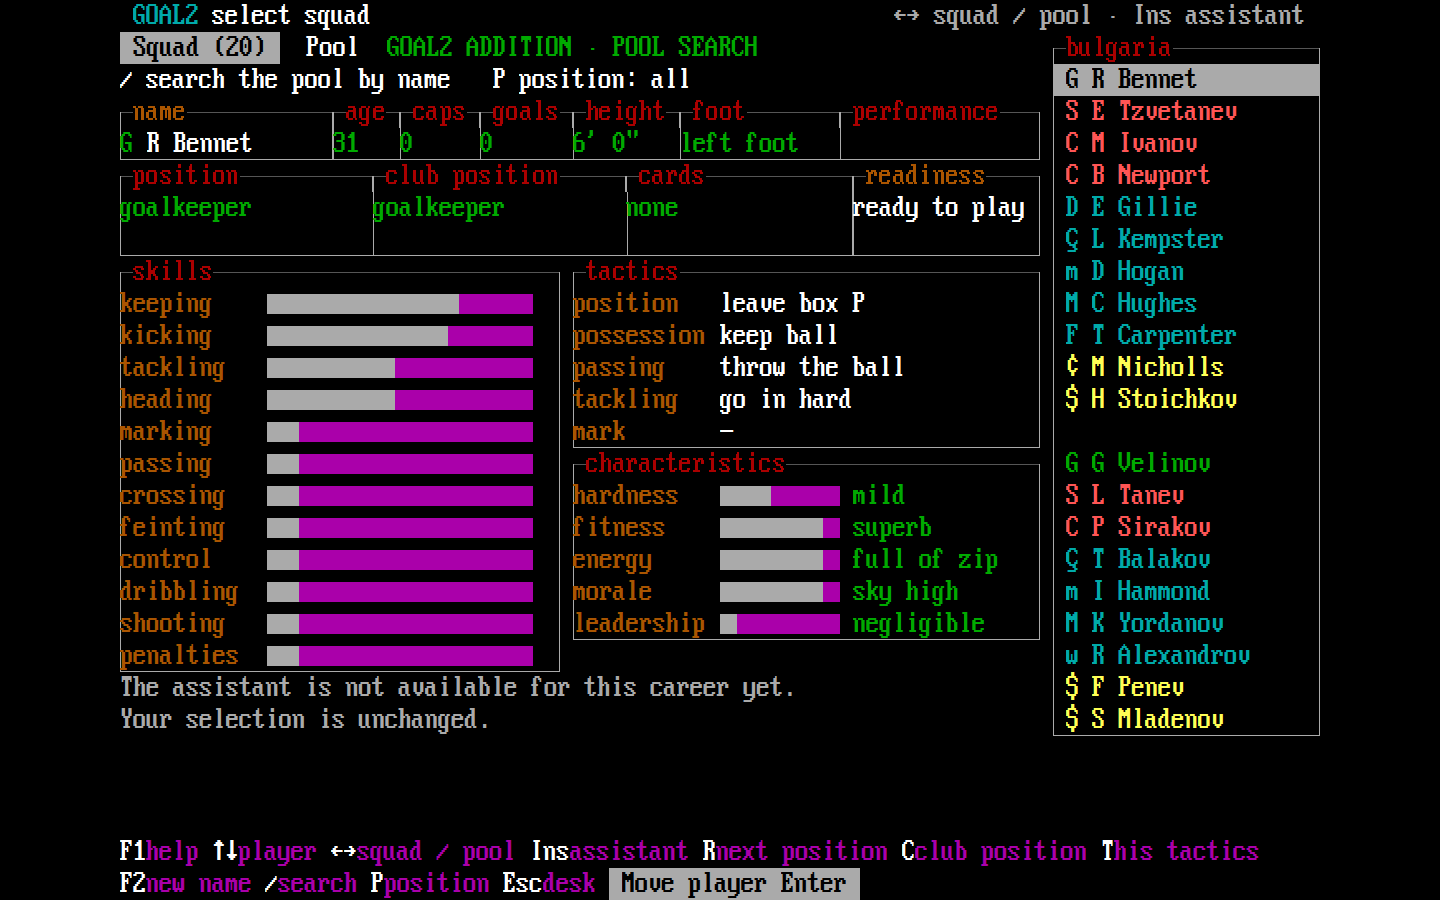 GOAL2 select squad ↔ squad / pool · Ins assistant
Squad (20) Pool GOAL2 ADDITION · POOL SEARCH
/ search the pool by name P position: all
name age caps goals height foot performance
G R Bennet 31 0 0 6' 0" left foot
position club position cards readiness
goalkeeper goalkeeper none ready to play
skills
keeping
kicking
tackling
heading
marking
passing
crossing
feinting
control
dribbling
shooting
penalties
tactics
position leave box P
possession keep ball
passing throw the ball
tackling go in hard
mark —
characteristics
hardness mild
fitness superb
energy full of zip
morale sky high
leadership negligible
bulgaria
G R Bennet
S E Tzvetanev
C M Ivanov
C B Newport
D E Gillie
Ç L Kempster
m D Hogan
M C Hughes
F T Carpenter
¢ M Nicholls
$ H Stoichkov
G G Velinov
S L Tanev
C P Sirakov
Ç T Balakov
m I Hammond
M K Yordanov
w R Alexandrov
$ F Penev
$ S Mladenov
The assistant is not available for this career yet.
Your selection is unchanged.
F1help ↑↓player ↔squad / pool Insassistant Rnext position Cclub position This tactics
F2new name /search Pposition Escdesk Move player Enter